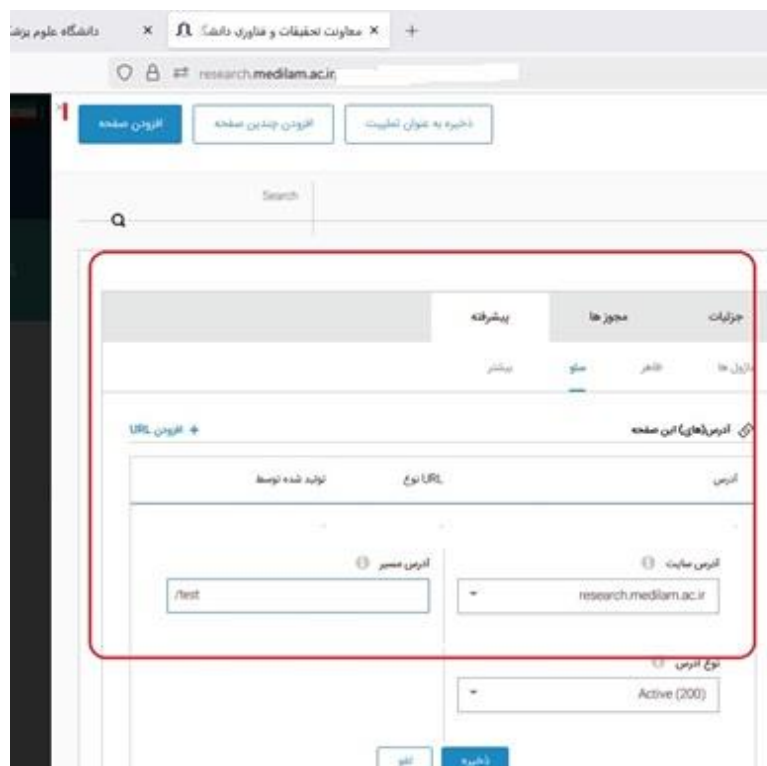 معاونت تحقیقات و فناوری دانشگ
دانشگاه علوم پزشک
research.medilam.ac.ir
ذخیره به عنوان تمپلیت
افزودن چندین صفحه
افزودن صفحه
Search
جزئیات
مجوز ها
پیشرفته
ماژول ها
ظاهر
سئو
بیشتر
آدرس(های) این صفحه
+ افزودن URL
آدرس
URL نوع
تولید شده توسط
آدرس سایت
آدرس مسیر
research.medilam.ac.ir
/test
نوع آدرس
Active (200)
ذخیره
لغو